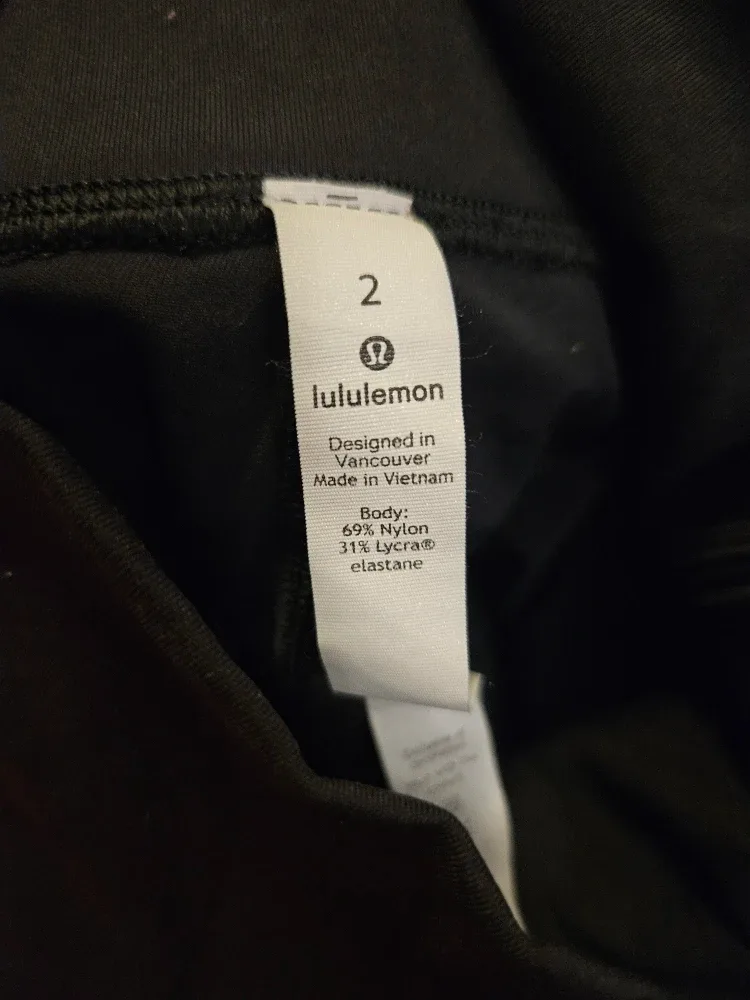 2
lululemon
Designed in
Vancouver
Made in Vietnam
Body:
69% Nylon
31% Lycra®
elastane